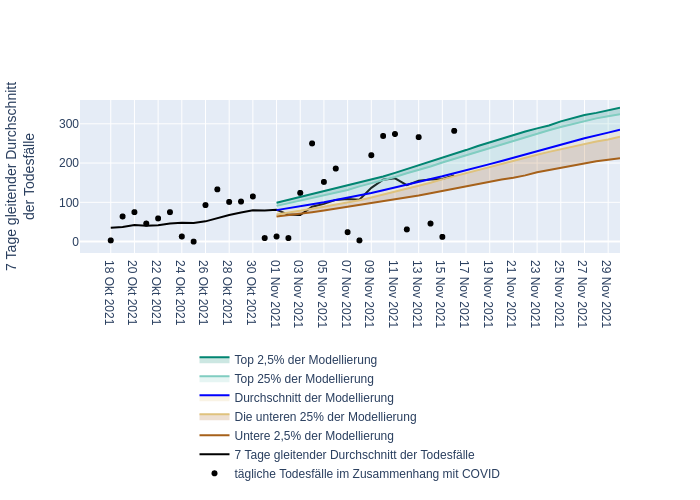 7 Tage gleitender Durchschnitt
der Todesfälle
300
200
100
0
18 Okt 2021
20 Okt 2021
22 Okt 2021
24 Okt 2021
26 Okt 2021
28 Okt 2021
30 Okt 2021
01 Nov 2021
03 Nov 2021
05 Nov 2021
07 Nov 2021
09 Nov 2021
11 Nov 2021
13 Nov 2021
15 Nov 2021
17 Nov 2021
19 Nov 2021
21 Nov 2021
23 Nov 2021
25 Nov 2021
27 Nov 2021
29 Nov 2021
Top 2,5% der Modellierung
Top 25% der Modellierung
Durchschnitt der Modellierung
Die unteren 25% der Modellierung
Untere 2,5% der Modellierung
7 Tage gleitender Durchschnitt der Todesfälle
tägliche Todesfälle im Zusammenhang mit COVID